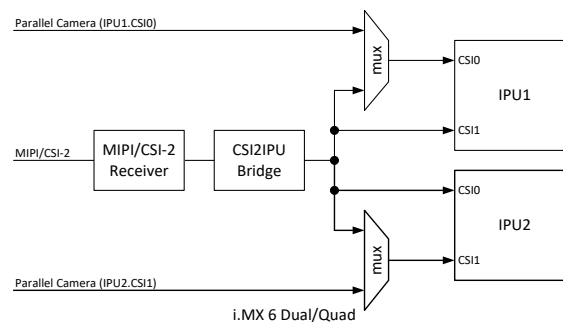 Parallel Camera (IPU1.CSI0)
mux
CSI0
IPU1
CSI1
MIPI/CSI-2
MIPI/CSI-2
Receiver
CSI2IPU
Bridge
CSI0
IPU2
CSI1
mux
Parallel Camera (IPU2.CSI1)
i.MX 6 Dual/Quad